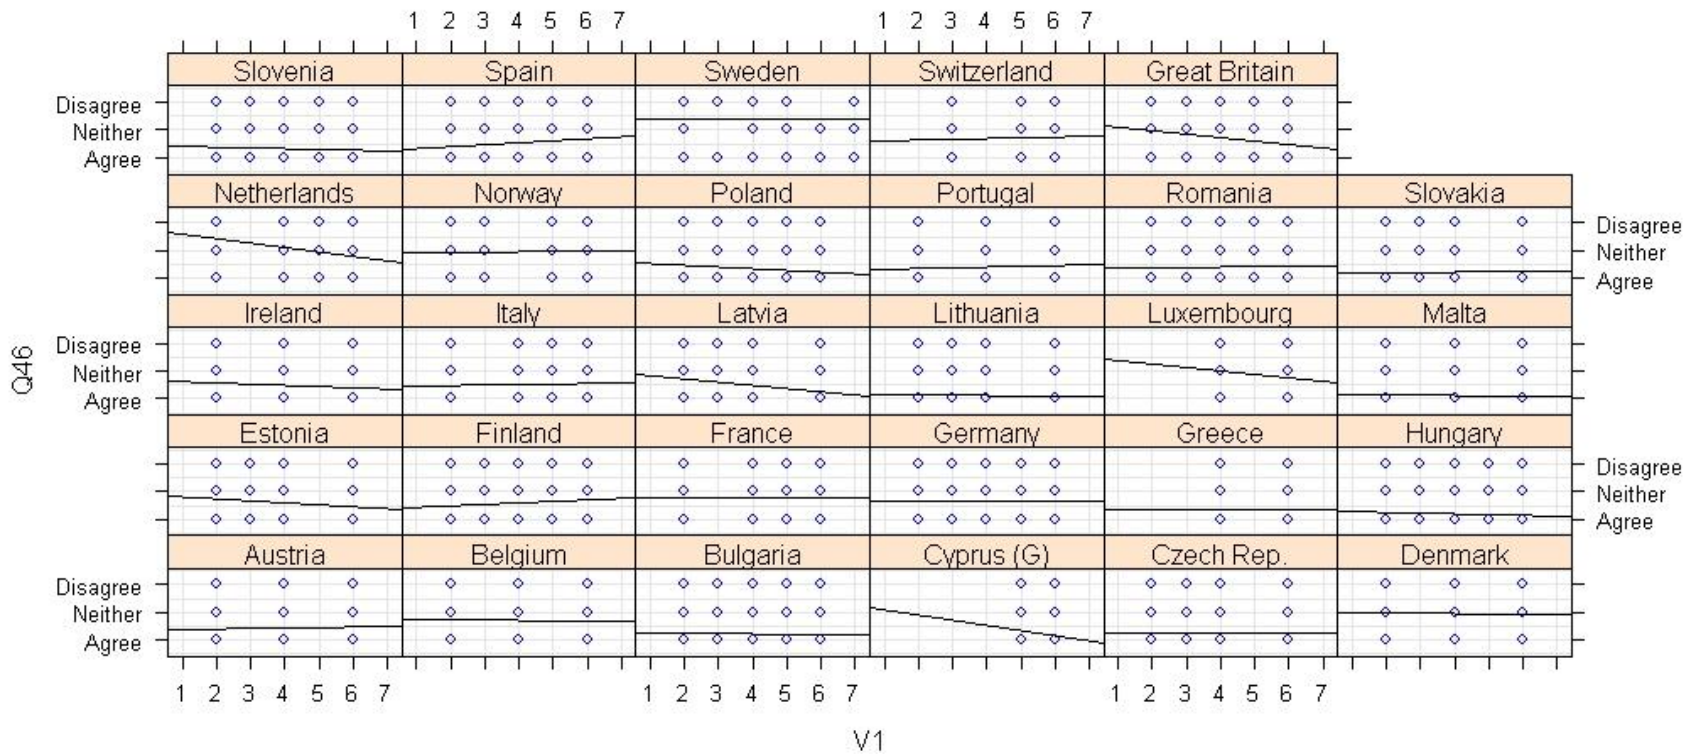 1 2 3 4 5 6 7 1 2 3 4 5 6 7
Slovenia Spain Sweden Switzerland Great Britain
Disagree
Neither
Agree
Netherlands Norway Poland Portugal Romania Slovakia
Disagree
Neither
Agree
Ireland Italy Latvia Lithuania Luxembourg Malta
Disagree
Neither
Agree
Q46
Estonia Finland France Germany Greece Hungary
Disagree
Neither
Agree
Austria Belgium Bulgaria Cyprus (G) Czech Rep. Denmark
Disagree
Neither
Agree
1 2 3 4 5 6 7 1 2 3 4 5 6 7 1 2 3 4 5 6 7
V1